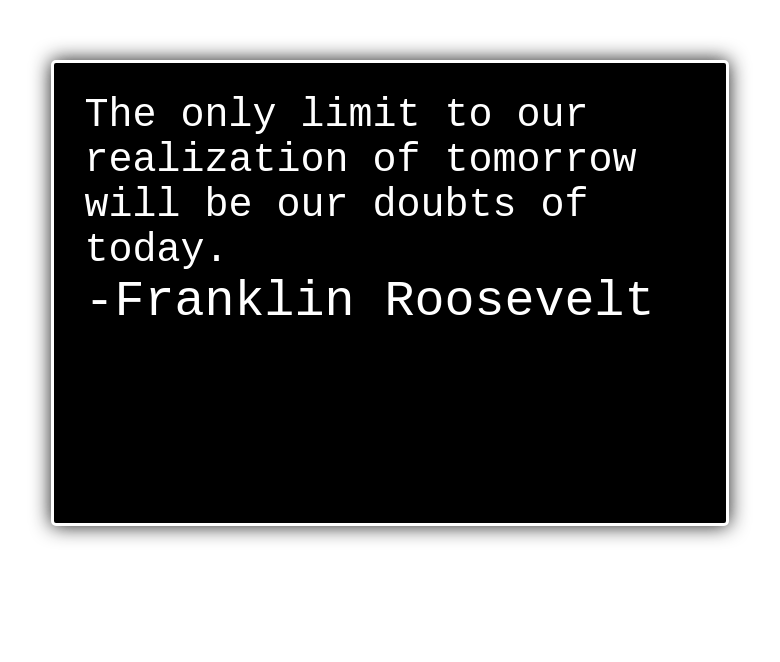 The only limit to our
realization of tomorrow
will be our doubts of
today.
-Franklin Roosevelt